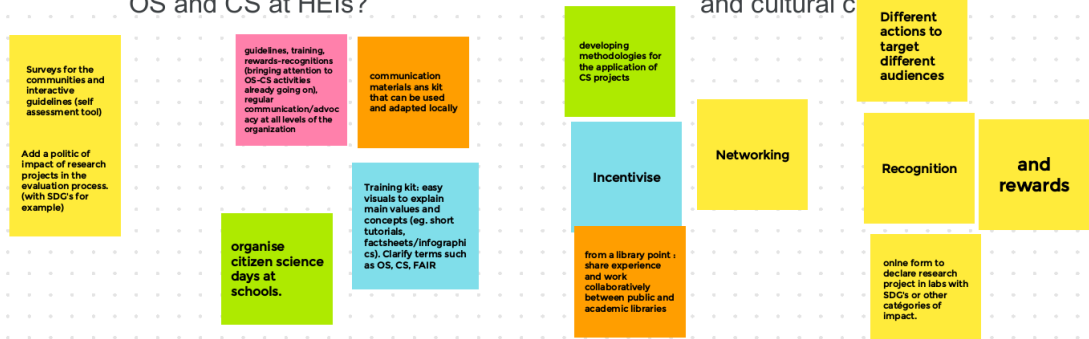 OS and CS at HEIs?
and cultural c
Surveys for the
communities and
interactive
guidelines (self
assessment tool)
Add a politic of
impact of research
projects in the
evaluation process.
(with SDG's for
example)
guidelines, training,
rewards-recognitions
(bringing attention to
OS-CS activities
already going on),
regular
communication/advoc
acy at all levels of the
organization
communication
materials ans kit
that can be used
and adapted locally
Training kit: easy
visuals to explain
main values and
concepts (eg. short
tutorials,
factsheets/infographi
cs). Clarify terms such
as OS, CS, FAIR
organise
citizen science
days at
schools.
developing
methodologies for
the application of
CS projects
Incentivise
from a library point :
share experience
and work
collaboratively
between public and
academic libraries
Networking
Different
actions to
target
different
audiences
Recognition
and
rewards
onlne form to
declare research
project in labs with
SDG's or other
catégories of
impact.